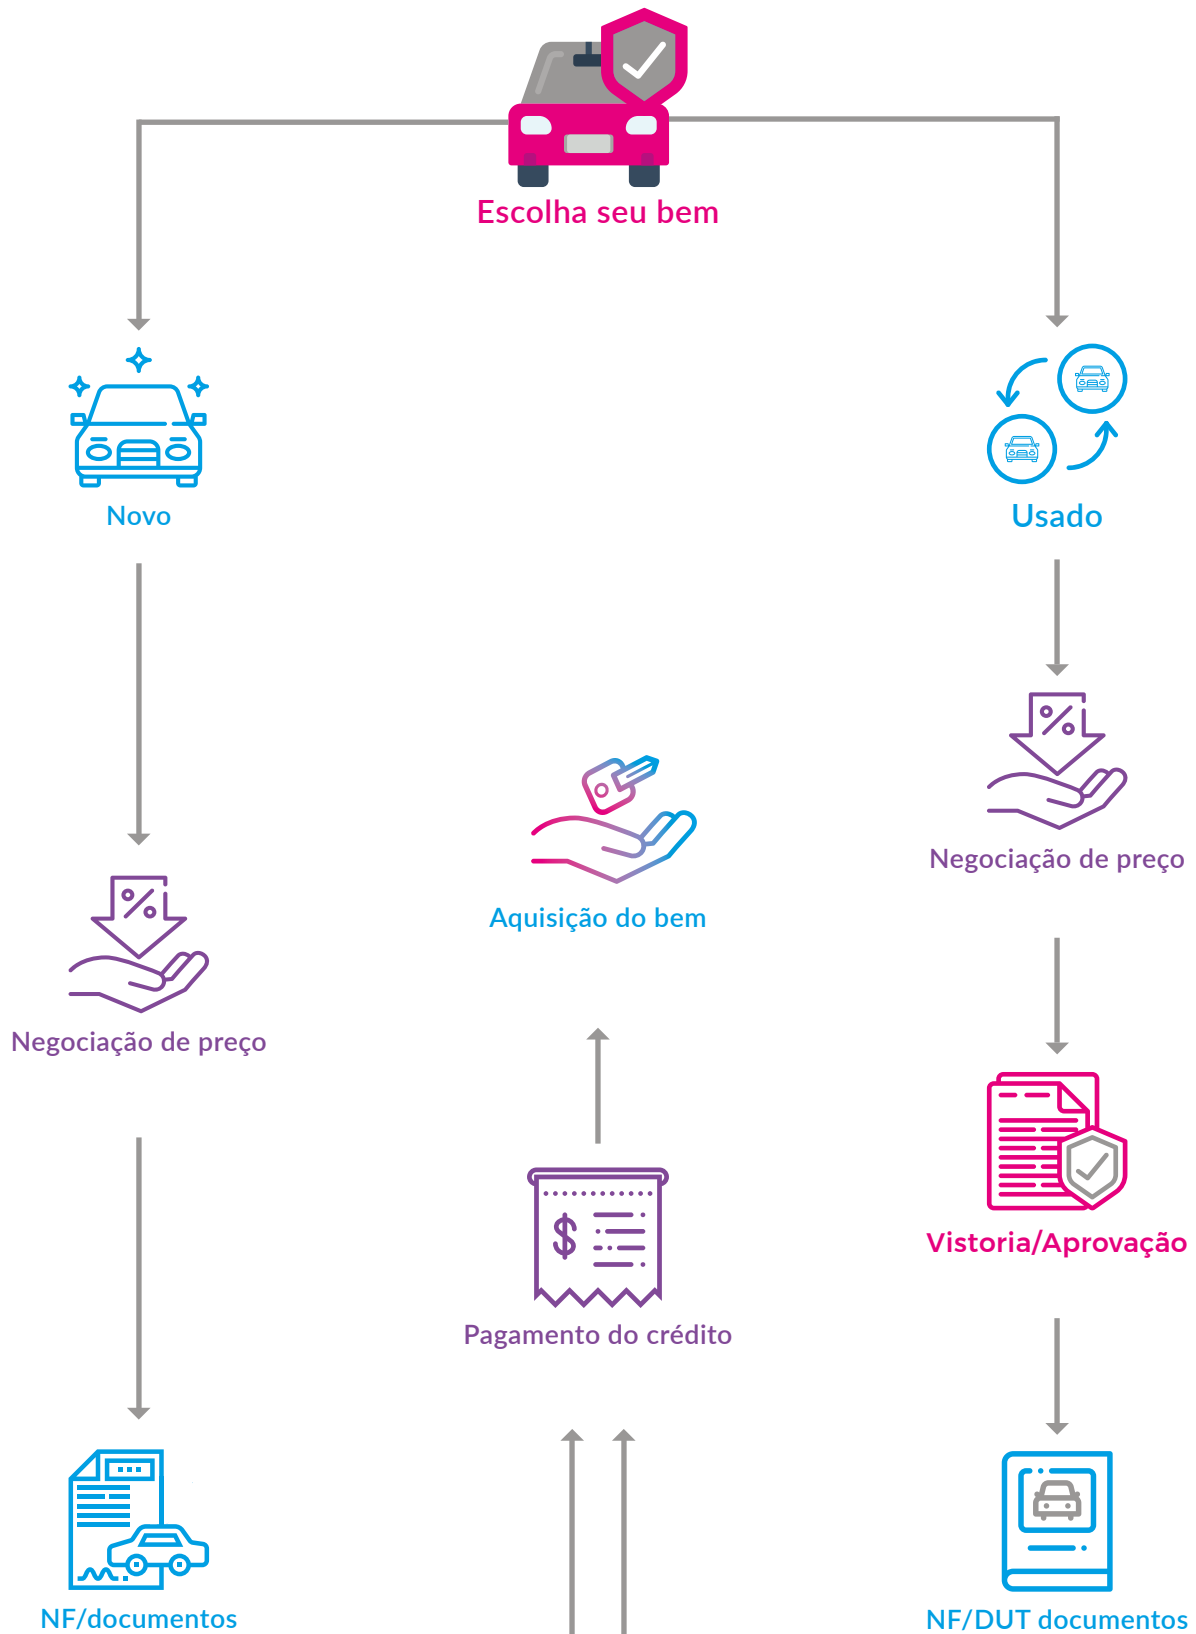 Escolha seu bem
Novo
Usado
Negociação de preço
Aquisição do bem
Negociação de preço
Vistoria/Aprovação
$
Pagamento do crédito
NF/documentos
NF/DUT documentos